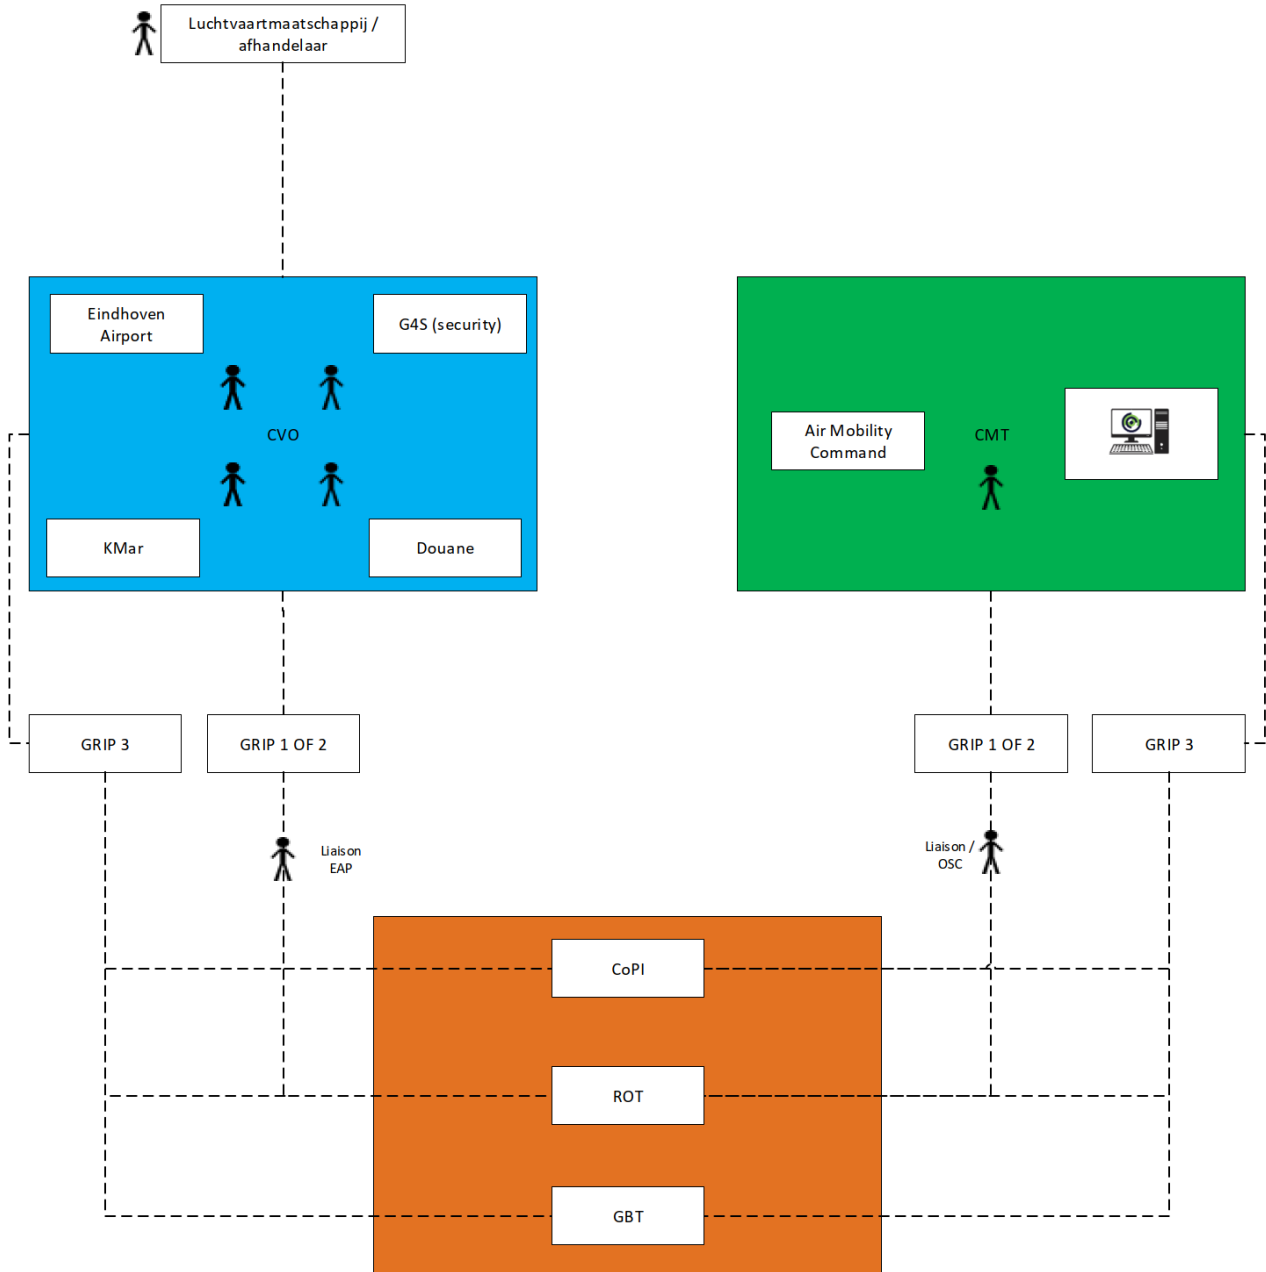 Luchtvaartmaatschappij /
afhandelaar
Eindhoven
Airport
G4S (security)
CVO
KMar
Douane
Air Mobility
Command
CMT
GRIP 3
GRIP 1 OF 2
GRIP 1 OF 2
GRIP 3
Liaison
EAP
Liaison /
OSC
CoPI
ROT
GBT